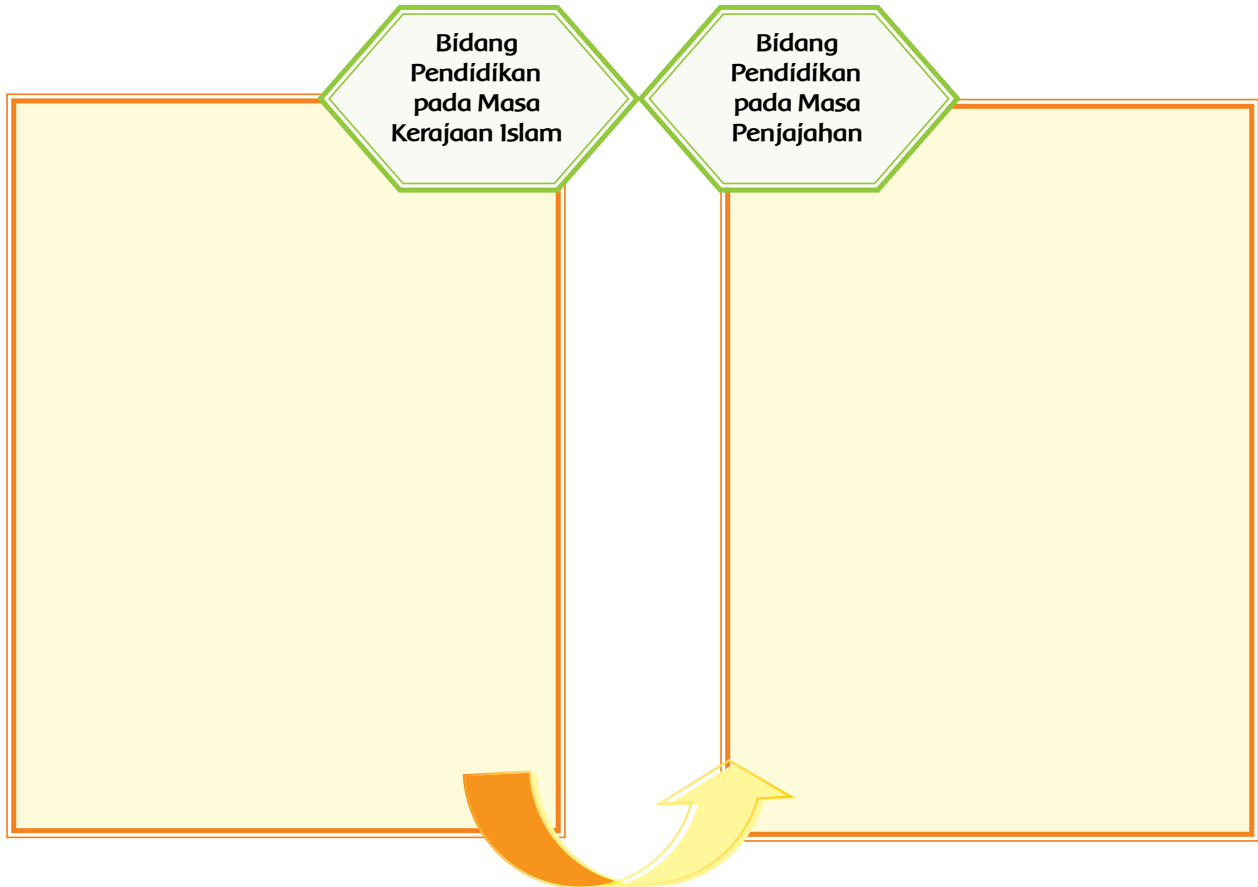 Bidang
Pendidikan
pada Masa
Kerajaan Islam
Bidang
Pendidikan
pada Masa
Penjajahan